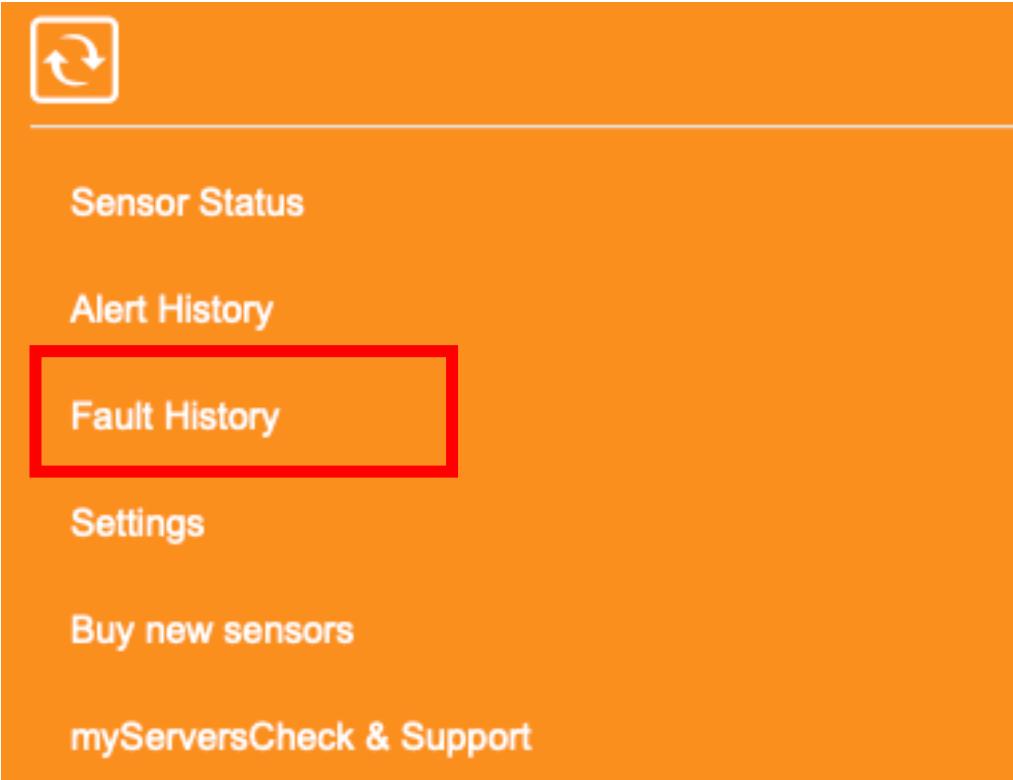 Sensor Status
Alert History
Fault History
Settings
Buy new sensors
myServersCheck & Support